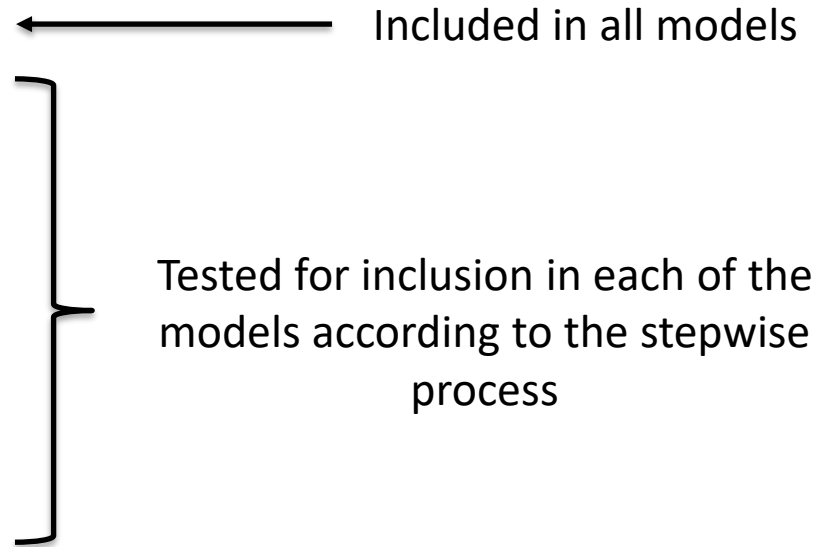 Included in all models
Tested for inclusion in each of the
models according to the stepwise
process